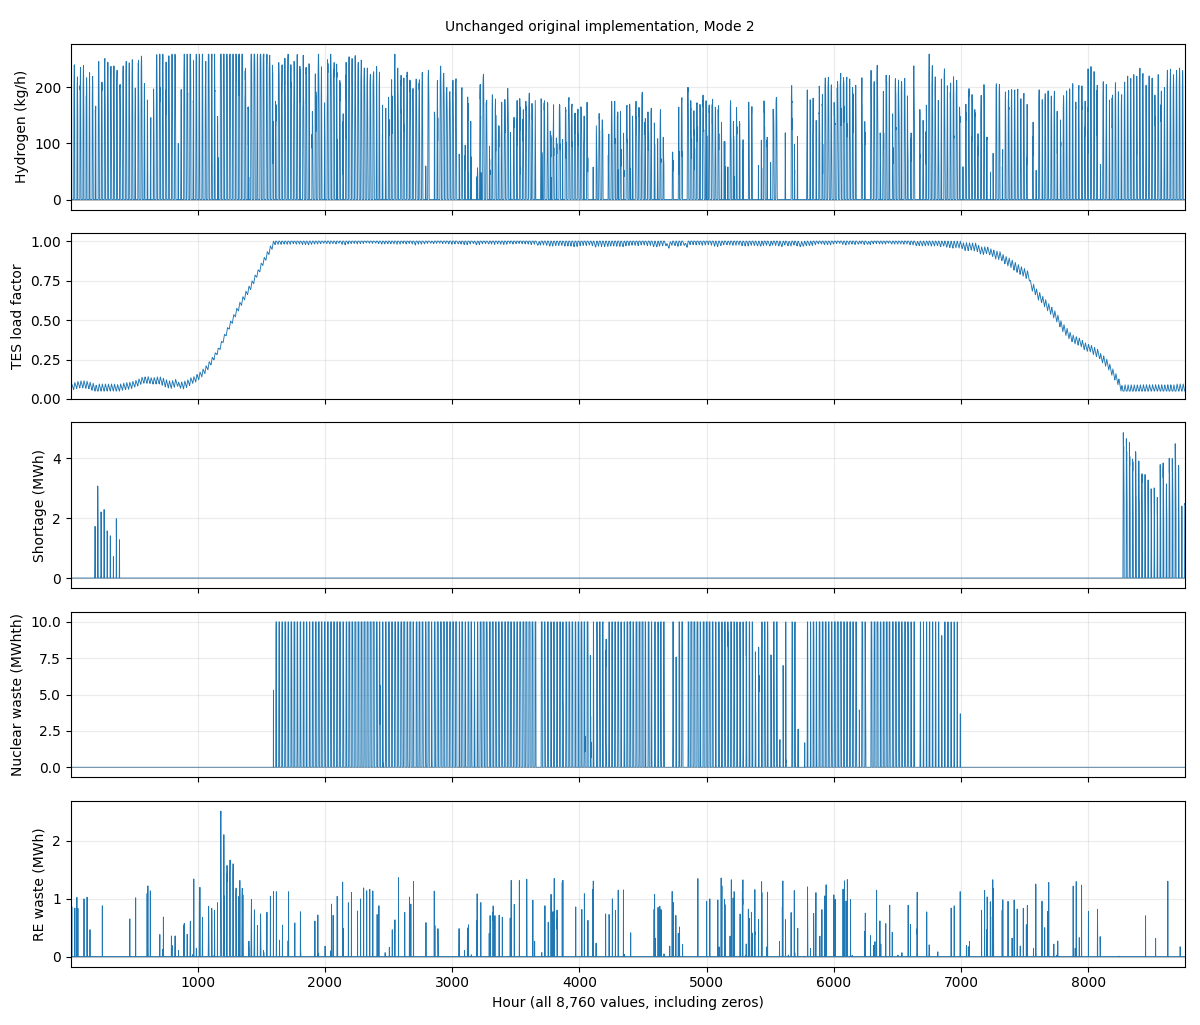 Unchanged original implementation, Mode 2
Hydrogen (kg/h)
200
100
0
TES load factor
1.00
0.75
0.50
0.25
0.00
Shortage (MWh)
4
2
0
Nuclear waste (MWhth)
10.0
7.5
5.0
2.5
0.0
RE waste (MWh)
2
1
0
1000 2000 3000 4000 5000 6000 7000 8000
Hour (all 8,760 values, including zeros)